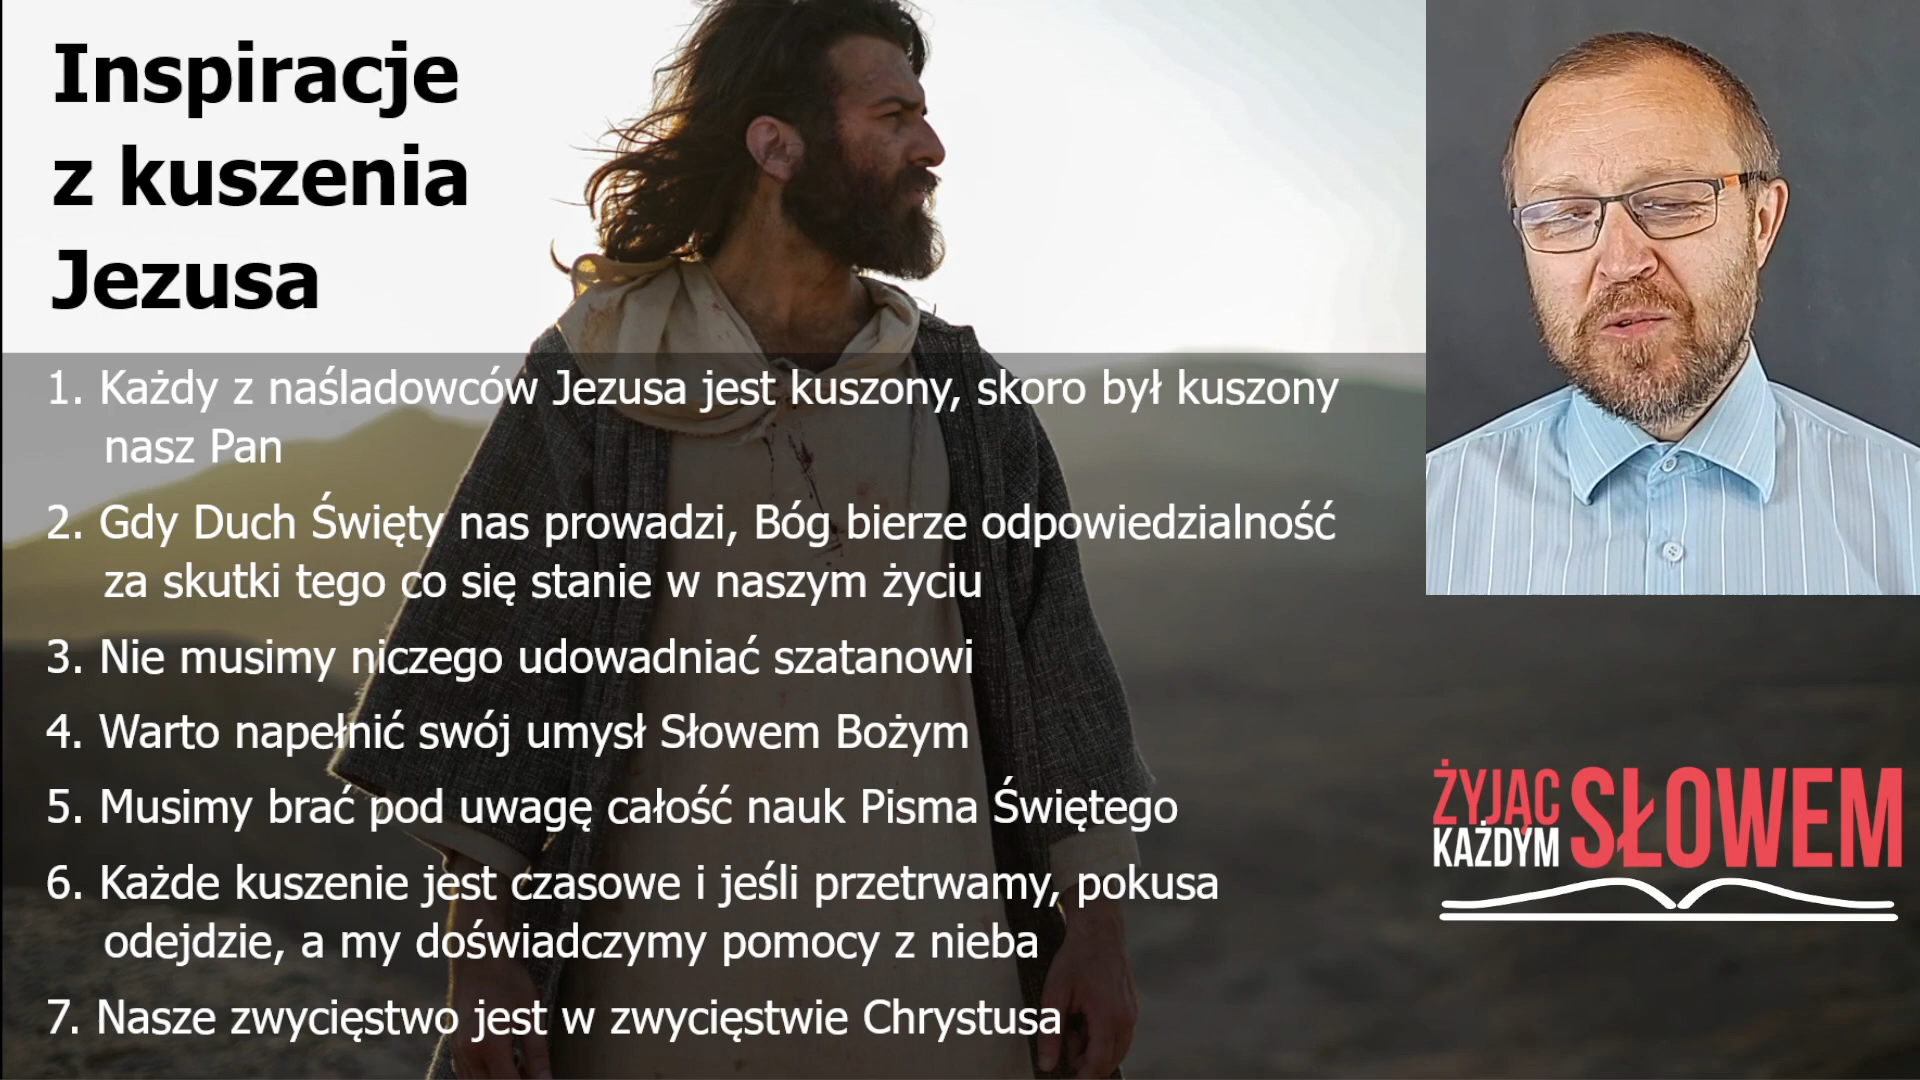 Inspiracje
z kuszenia
Jezusa
1. Każdy z naśladowców Jezusa jest kuszony, skoro był kuszony
nasz Pan
2. Gdy Duch Święty nas prowadzi, Bóg bierze odpowiedzialność
za skutki tego co się stanie w naszym życiu
3. Nie musimy niczego udowadniać szatanowi
4. Warto napełnić swój umysł Słowem Bożym
5. Musimy brać pod uwagę całość nauk Pisma Świętego
6. Każde kuszenie jest czasowe i jeśli przetrwamy, pokusa
odejdzie, a my doświadczymy pomocy z nieba
7. Nasze zwycięstwo jest w zwycięstwie Chrystusa
ŻYJĄC
KAŻDYM
SŁOWEM